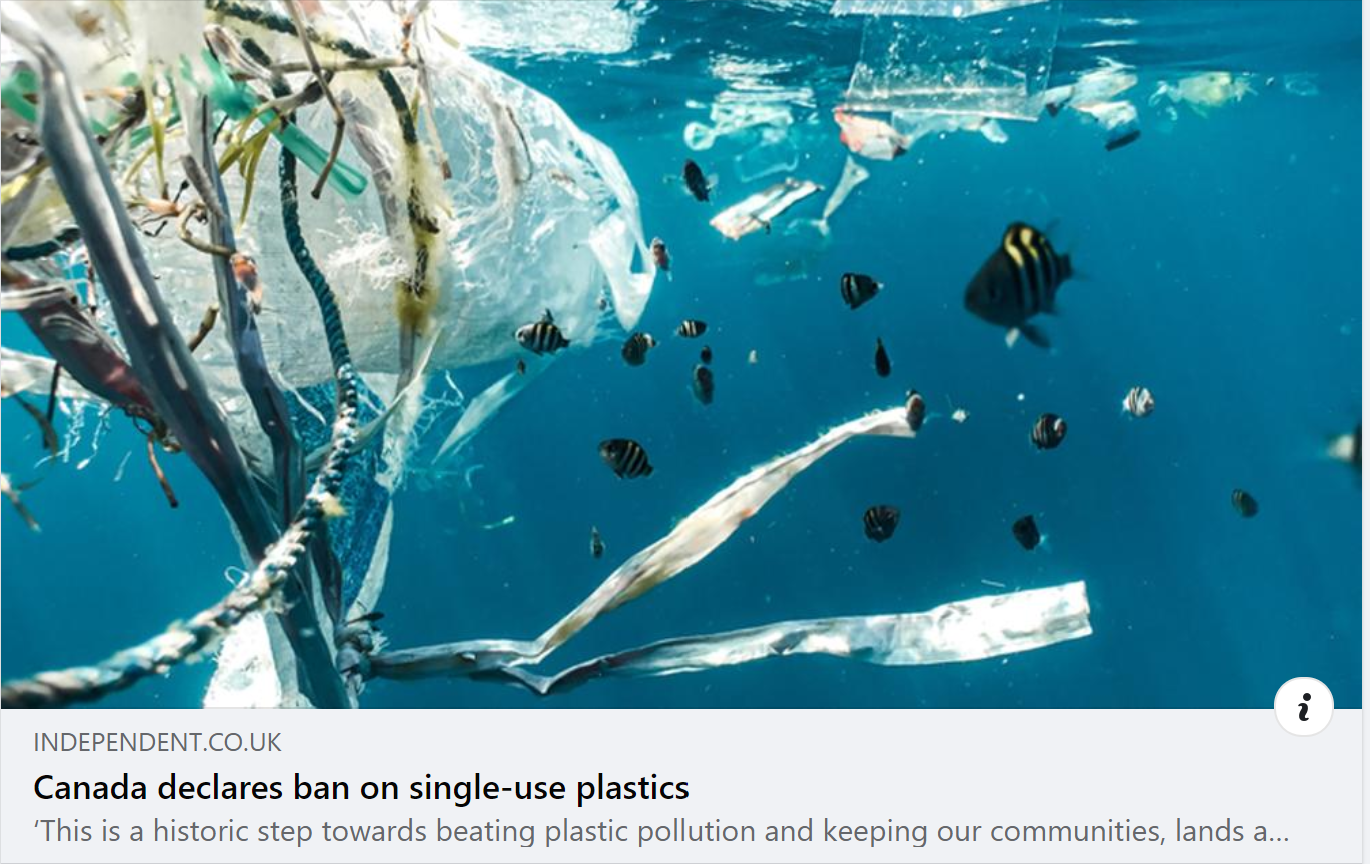 INDEPENDENT.CO.UK
Canada declares ban on single-use plastics
‘This is a historic step towards beating plastic pollution and keeping our communities, lands a...